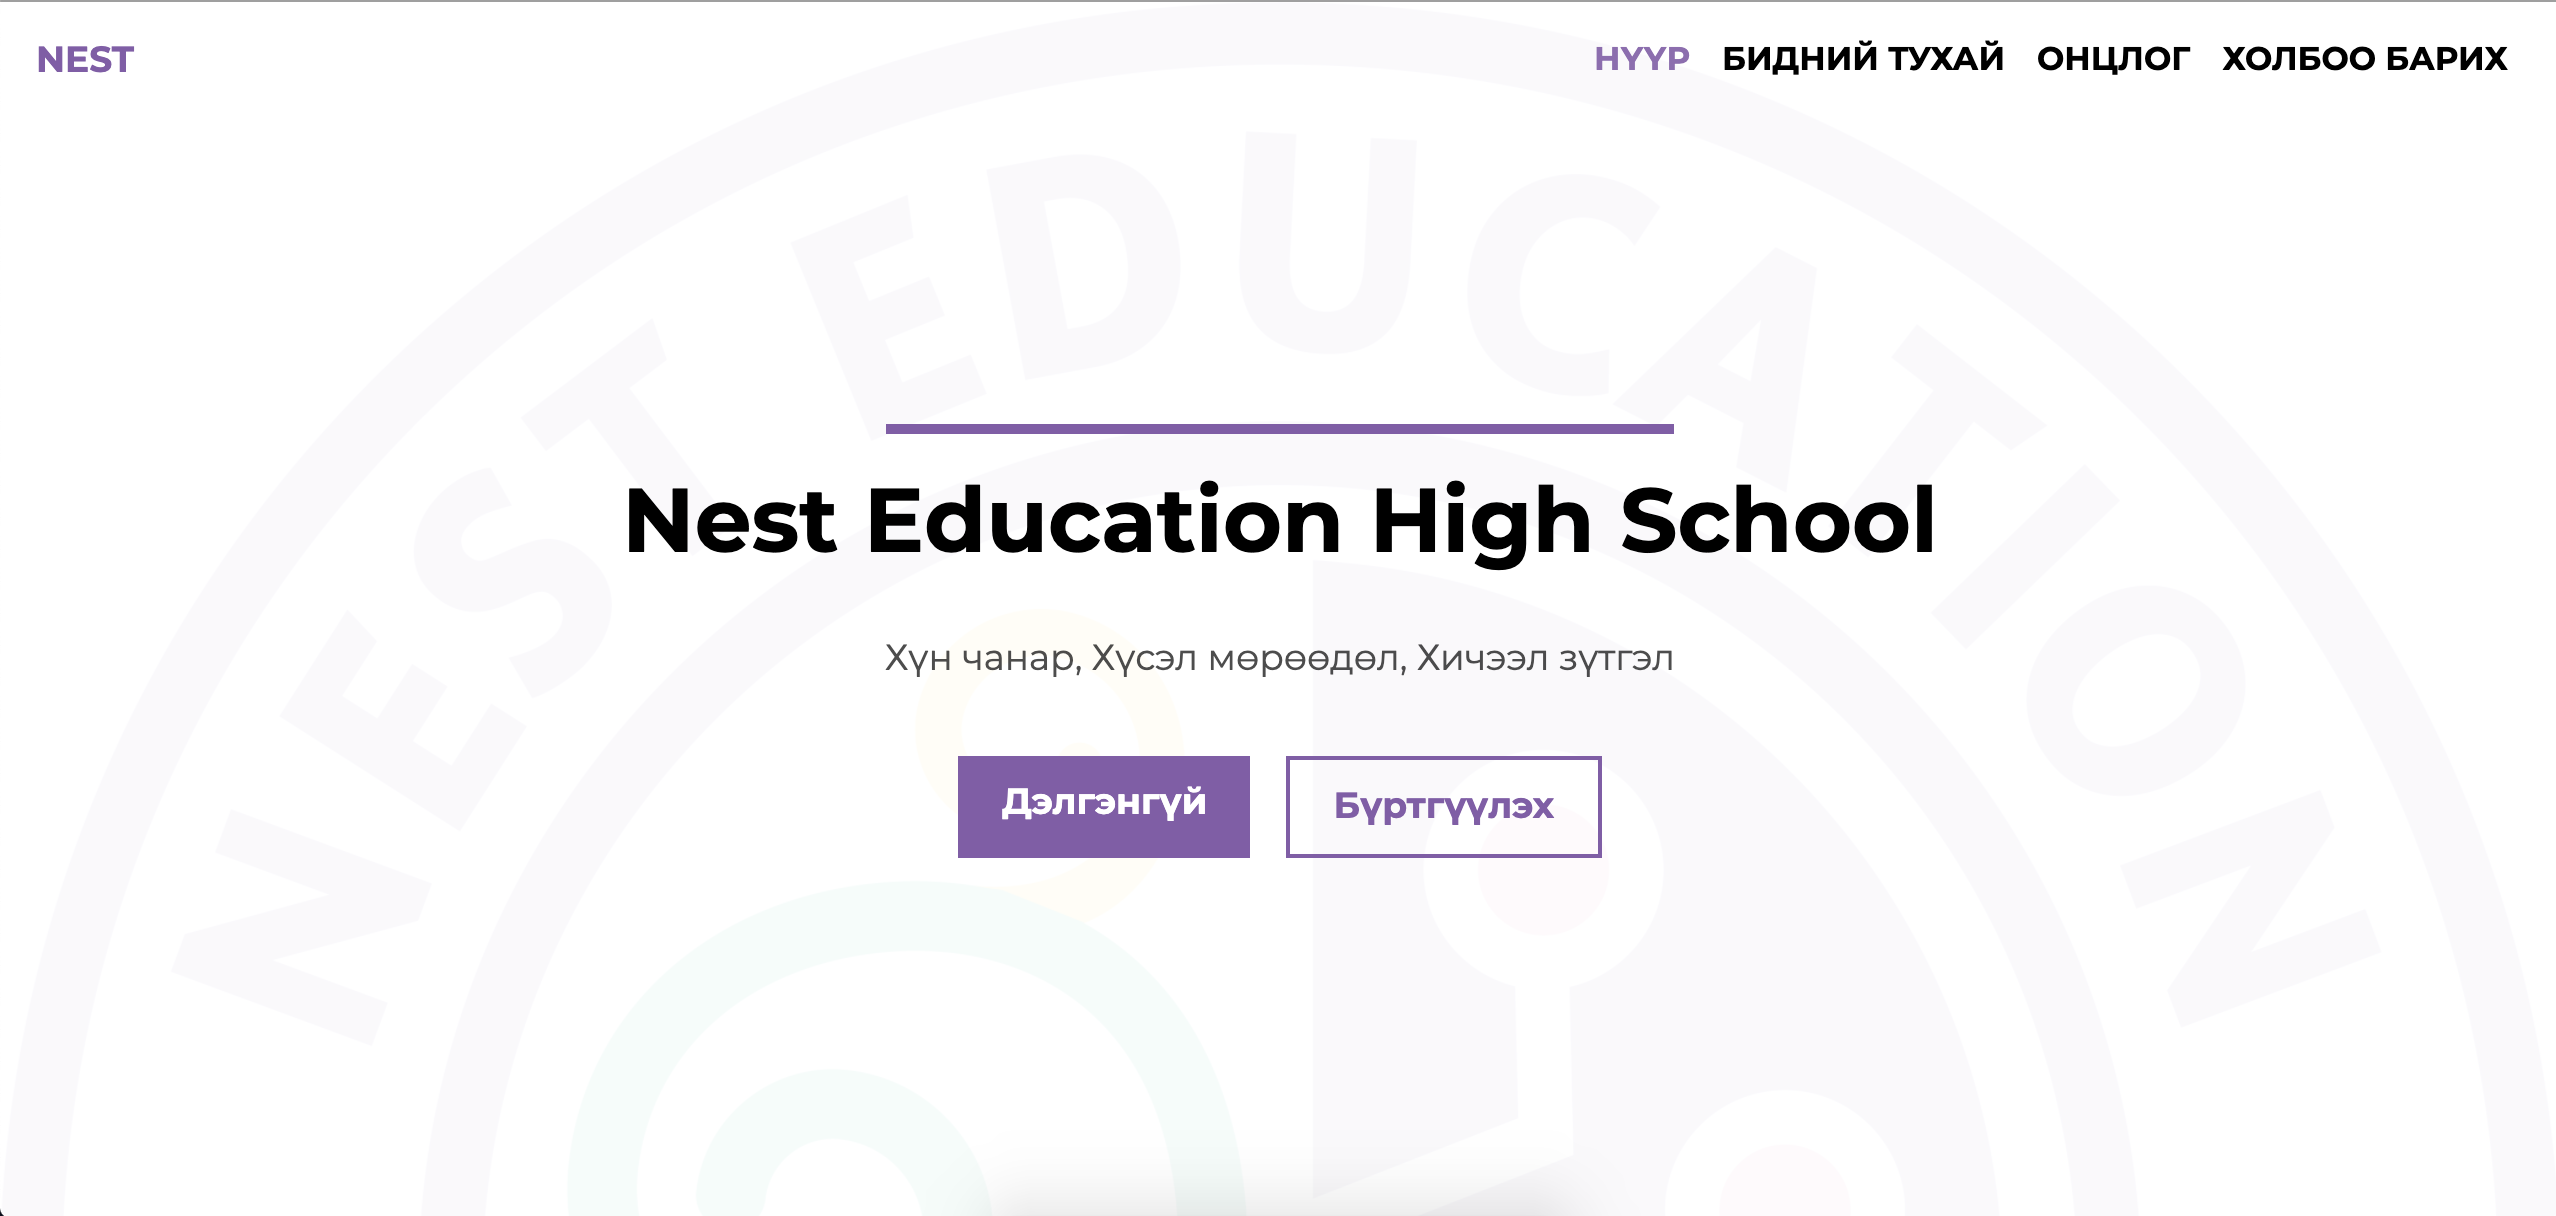 NEST
НҮҮР БИДНИЙ ТУХАЙ ОНЦЛОГ ХОЛБОО БАРИХ
NEST EDUCATION
Nest Education High School
Хүн чанар, Хүсэл мөрөөдөл, Хичээл зүтгэл
Дэлгэнгүй Бүртгүүлэх